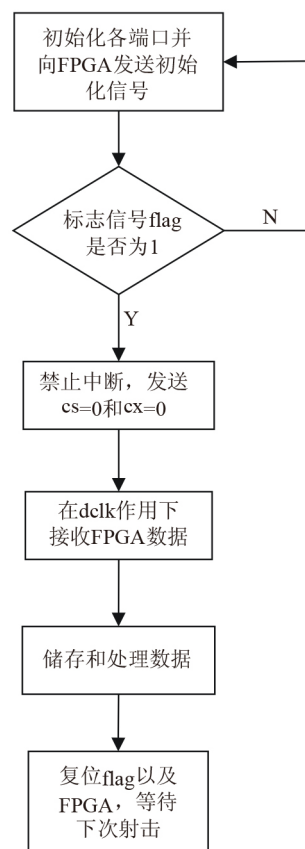 初始化各端口并
向FPGA发送初始
化信号
标志信号flag
是否为1
N
Y
禁止中断，发送
cs=0和cx=0
在dclk作用下
接收FPGA数据
储存和处理数据
复位flag以及
FPGA，等待
下次射击